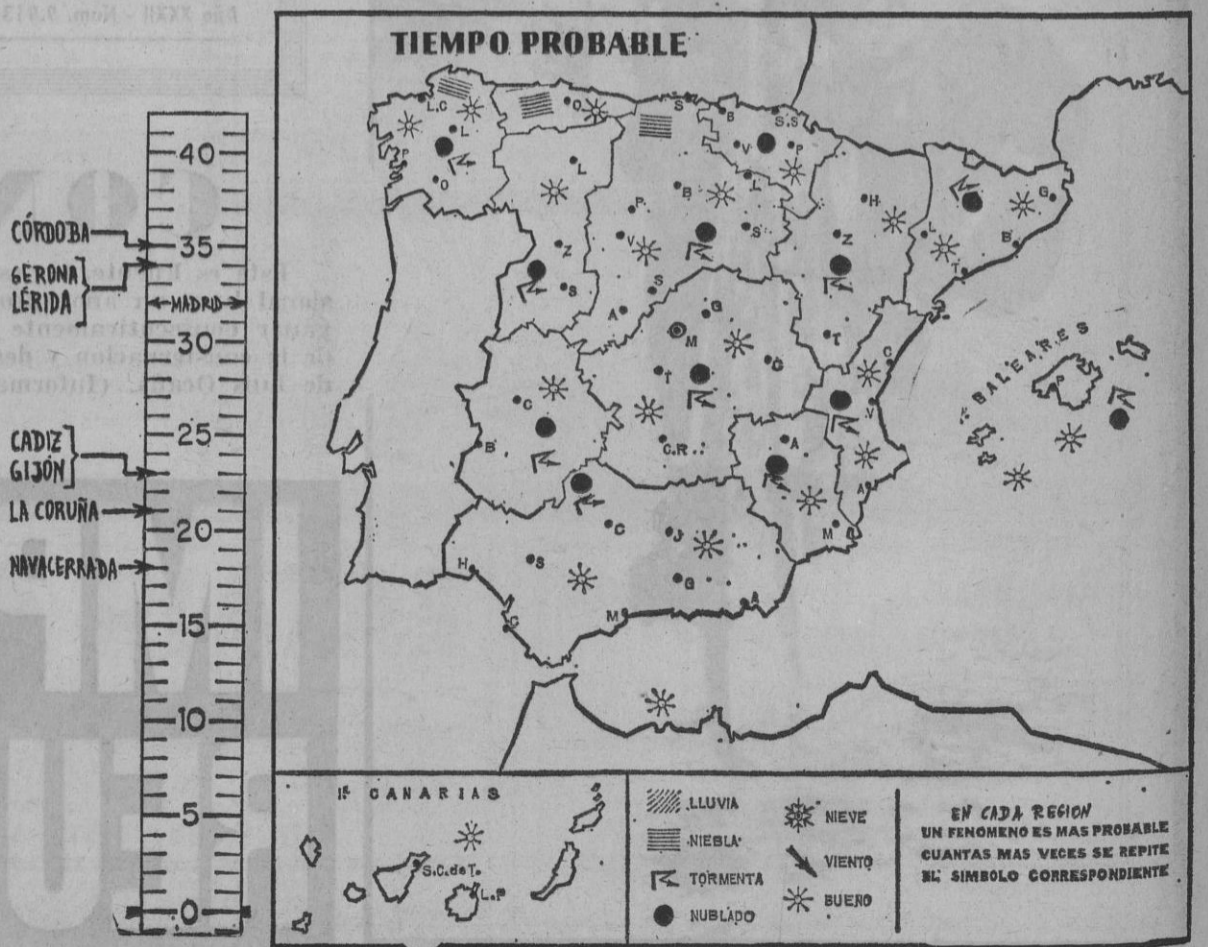 TIEMPO PROBABLE
40
35
30
25
20
15
10
5
0
CÓRDOBA
GERONA
LÉRIDA
MADRID
CADIZ
GIJÓN
LA CORUÑA
NAVACERRADA
L.C
L
P
O
O
S
B
S.S
V
P
L
L
B
P
V
S
Z
S
S
A
H
Z
T
G
L
B
G
M
T
C
V
A
C
B
C.R.
A
M
C
J
S
H
G
A
M
C
BALEARES
CANARIAS
S.C. de T.
L.P
LLUVIA
NIEBLA
TORMENTA
NUBLADO
NIEVE
VIENTO
BUENO
EN CADA REGION
UN FENOMENO ES MAS PROBABLE
CUANTAS MAS VECES SE REPITE
EL SIMBOLO CORRESPONDIENTE